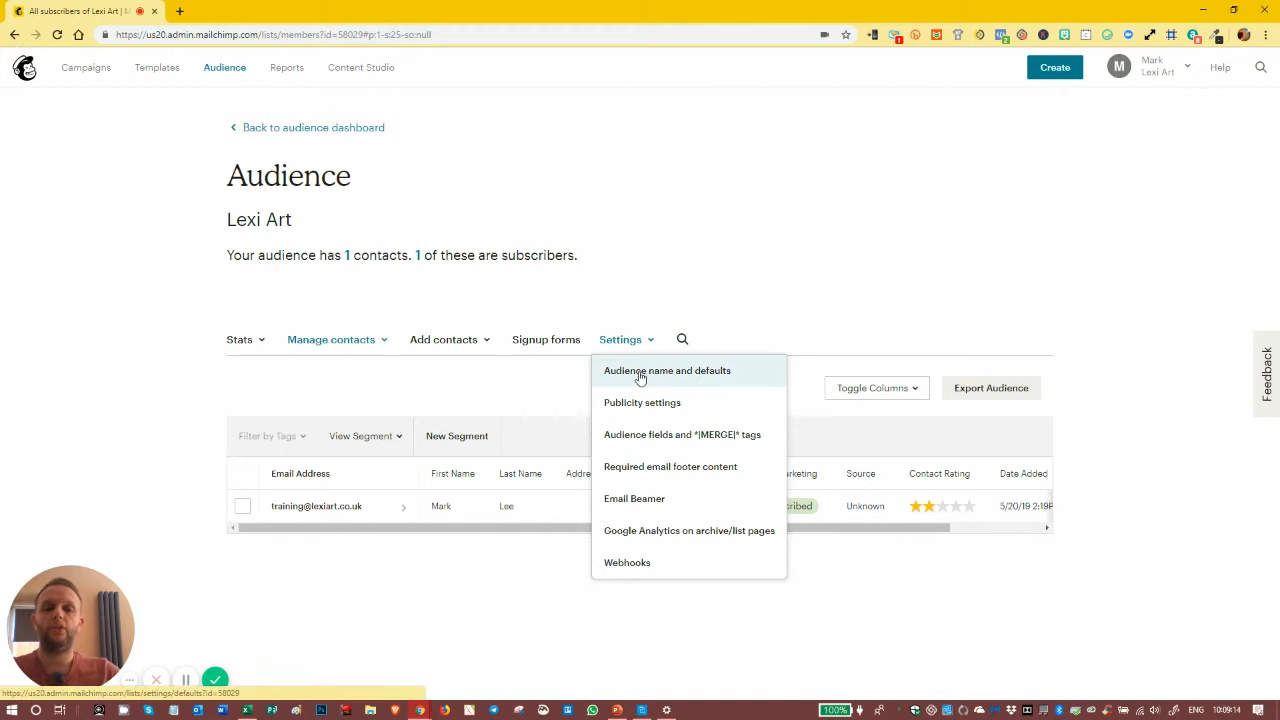 All subscribers of Lexi Art | M
https://us20.admin.mailchimp.com/lists/members?id=58029#p:1-s:25-so:null
Campaigns
Templates
Audience
Reports
Content Studio
Create
M
Mark
Lexi Art
Help
Back to audience dashboard
Audience
Lexi Art
Your audience has 1 contacts. 1 of these are subscribers.
Stats
Manage contacts
Add contacts
Signup forms
Settings
Audience name and defaults
Publicity settings
Audience fields and *|MERGE|* tags
Required email footer content
Email Beamer
Google Analytics on archive/list pages
Webhooks
Toggle Columns
Export Audience
Filter by Tags
View Segment
New Segment
Email Address
First Name
Last Name
Addre
rketing
Source
Contact Rating
Date Added
training@lexiart.co.uk
Mark
Lee
cribed
Unknown
5/20/19 2:19P
Feedback
https://us20.admin.mailchimp.com/lists/settings/defaults?id=58029
100%
ENG
10:09:14